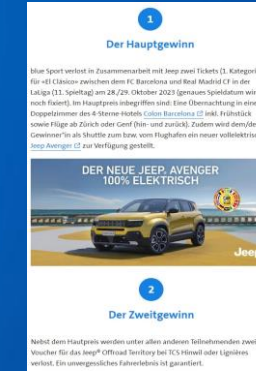 1
Der Hauptgewinn
blue Sport verlost in Zusammenarbeit mit Jeep zwei Tickets (1. Kategori
für «El Clásico» zwischen dem FC Barcelona und Real Madrid CF in der
LaLiga (11. Spieltag) am 28./29. Oktober 2023 (genaues Spieldatum wir
noch fixiert). Im Hauptpreis inbegriffen sind: Eine Übernachtung in eine
Doppelzimmer des 4-Sterne-Hotels Colon Barcelona inkl. Frühstück
sowie Flüge ab Zürich oder Genf (hin- und zurück). Zudem wird dem/de
Gewinner*in als Shuttle zum bzw. vom Flughafen ein neuer vollelektrisc
Jeep Avenger zur Verfügung gestellt.
DER NEUE JEEP. AVENGER
100% ELEKTRISCH
Jeep
2
Der Zweitgewinn
Nebst dem Hautpreis werden unter allen anderen Teilnehmenden zwei
Voucher für das Jeep® Offroad Territory bei TCS Hinwil oder Lignières
verlost. Ein unvergessliches Fahrerlebnis ist garantiert.